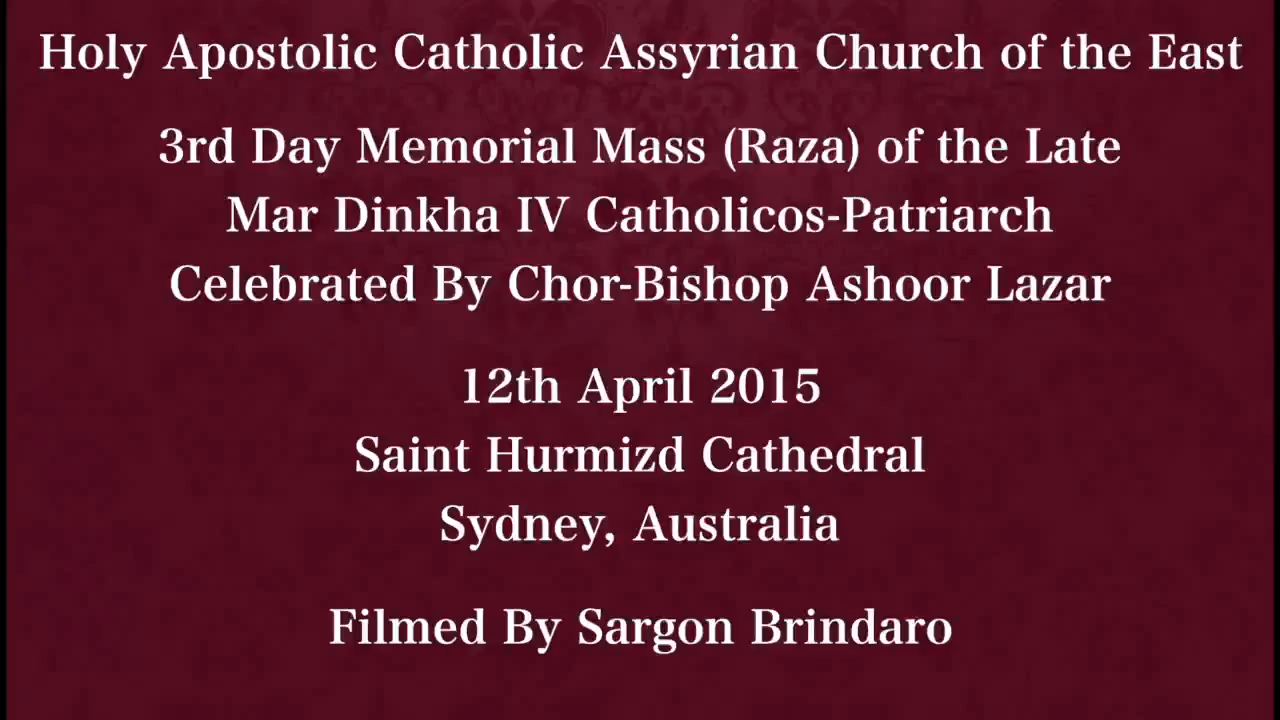 Holy Apostolic Catholic Assyrian Church of the East
3rd Day Memorial Mass (Raza) of the Late
Mar Dinkha IV Catholicos-Patriarch
Celebrated By Chor-Bishop Ashoor Lazar
12th April 2015
Saint Hurmizd Cathedral
Sydney, Australia
Filmed By Sargon Brindaro